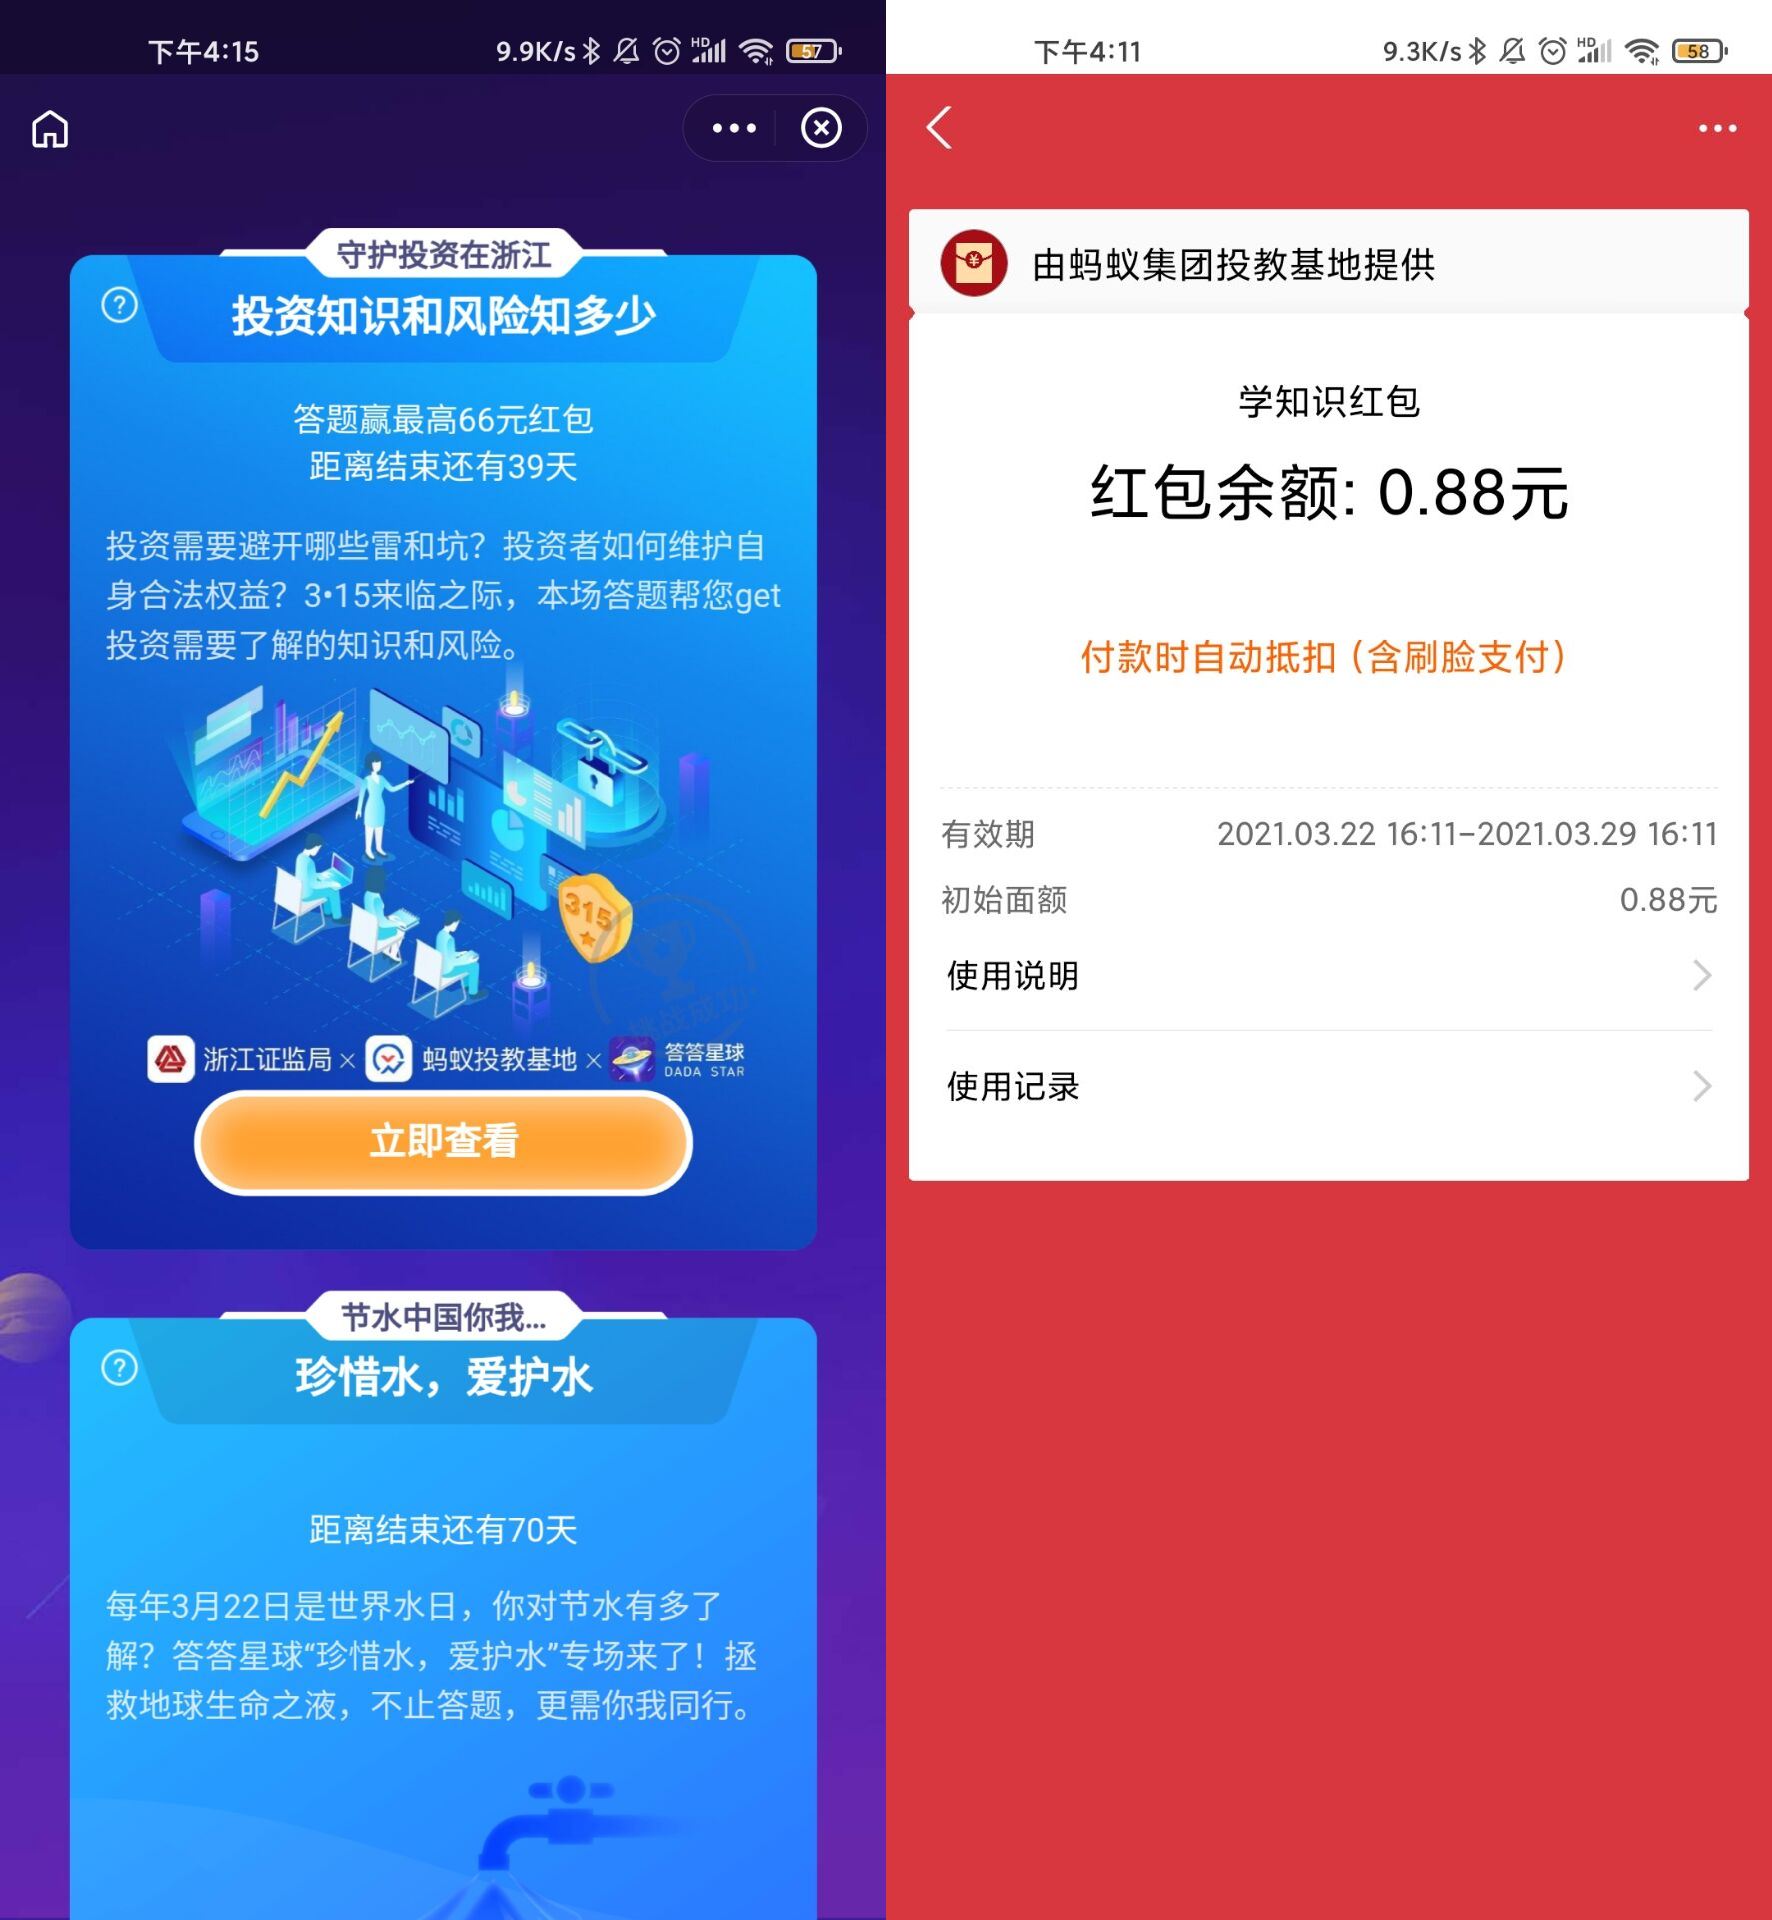 下午4:15
9.9K/s
HD
57
守护投资在浙江
投资知识和风险知多少
答题赢最高66元红包
距离结束还有39天
投资需要避开哪些雷和坑？投资者如何维护自
身合法权益？3•15来临之际，本场答题帮您get
投资需要了解的知识和风险。
315
挑战成功
浙江证监局×蚂蚁投教基地×答答星球
DADA STAR
立即查看
节水中国你我...
珍惜水，爱护水
距离结束还有70天
每年3月22日是世界水日，你对节水有多了
解？答答星球“珍惜水，爱护水”专场来了！拯
救地球生命之液，不止答题，更需你我同行。
下午4:11
9.3K/s
HD
58
由蚂蚁集团投教基地提供
学知识红包
红包余额: 0.88元
付款时自动抵扣（含刷脸支付）
有效期 2021.03.22 16:11-2021.03.29 16:11
初始面额 0.88元
使用说明
使用记录